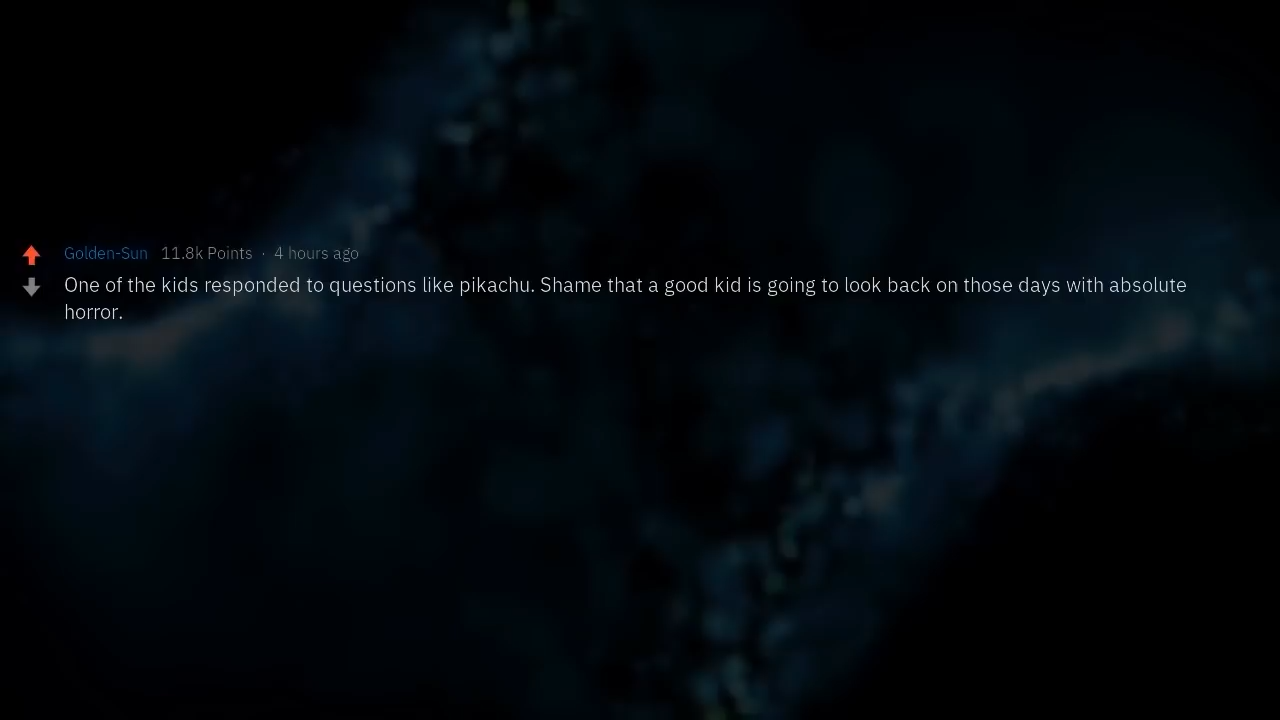 Golden-Sun 11.8k Points · 4 hours ago
One of the kids responded to questions like pikachu. Shame that a good kid is going to look back on those days with absolute
horror.